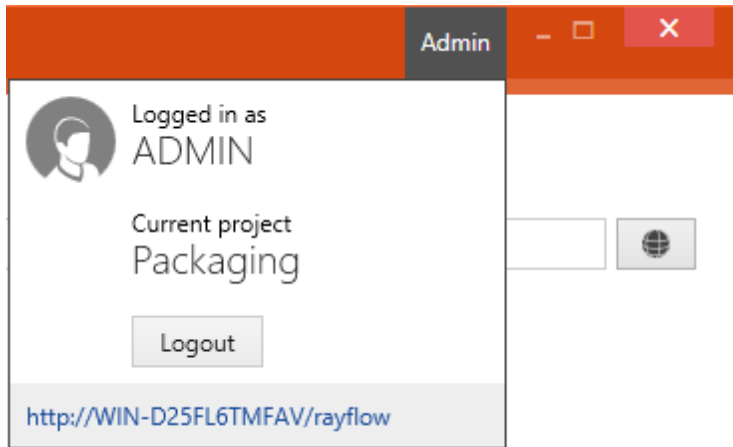 Admin
Logged in as
ADMIN
Current project
Packaging
Logout
http://WIN-D25FL6TMFAV/rayflow